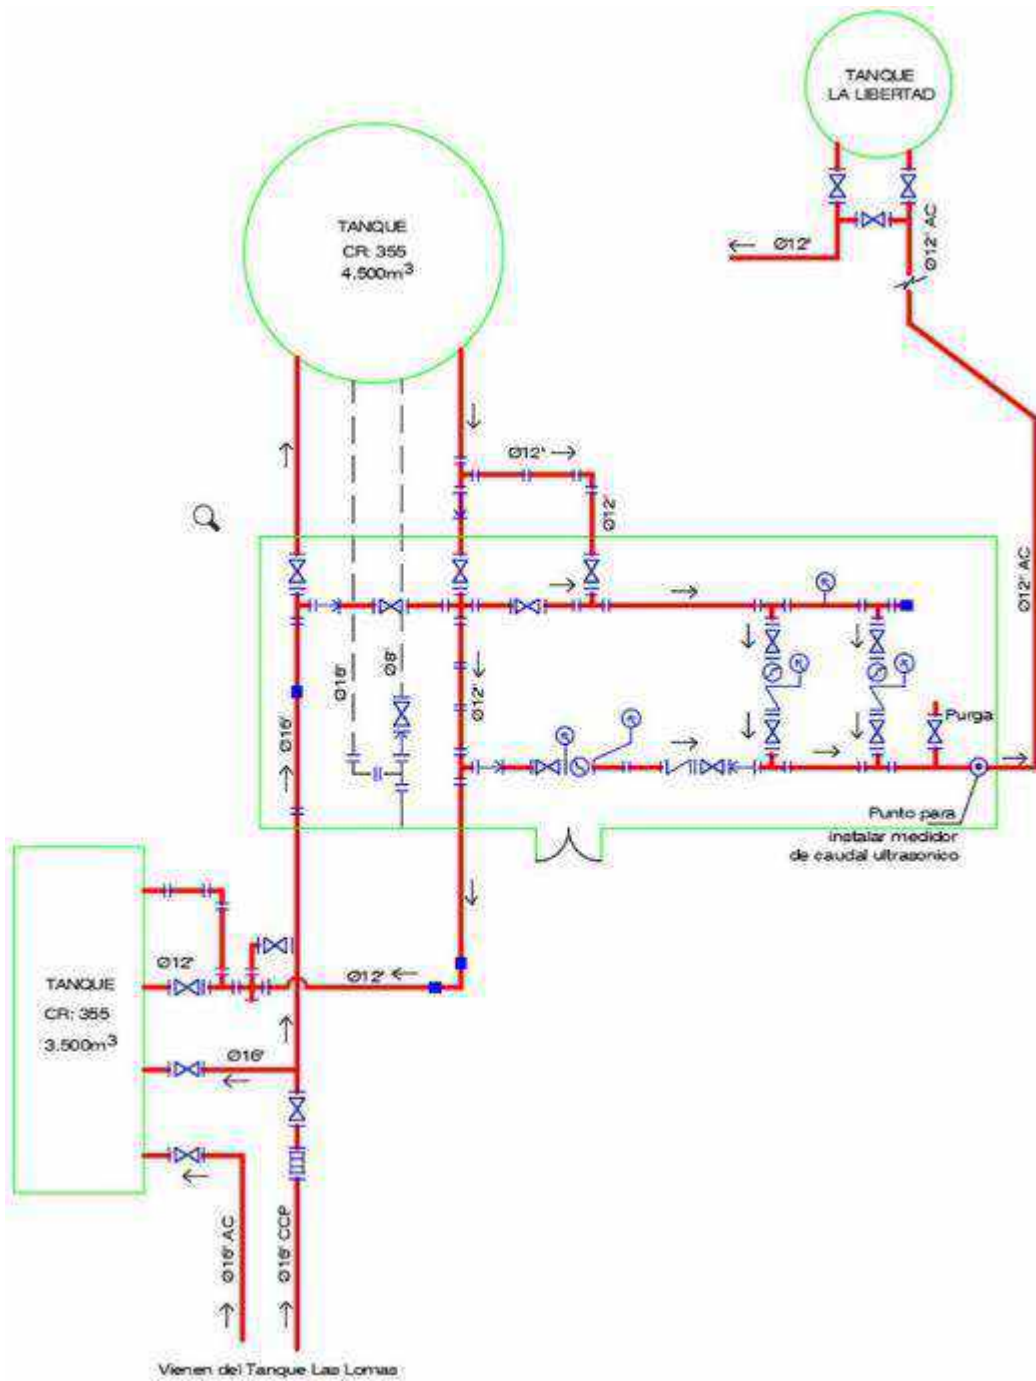 TANQUE
LA LIBERTAD
TANQUE
CR: 355
4.500m³
Ø12'
Ø12' AC
Ø12'
Ø12'
Ø12' AC
Ø16'
Ø8'
Ø12'
Ø16'
Purga
Punto para
instalar medidor
de caudal ultrasonico
Ø12'
Ø12'
TANQUE
CR: 355
3.500m³
Ø16'
Ø16' AC
Ø16' CCP
Vienen del Tanque Las Lomas